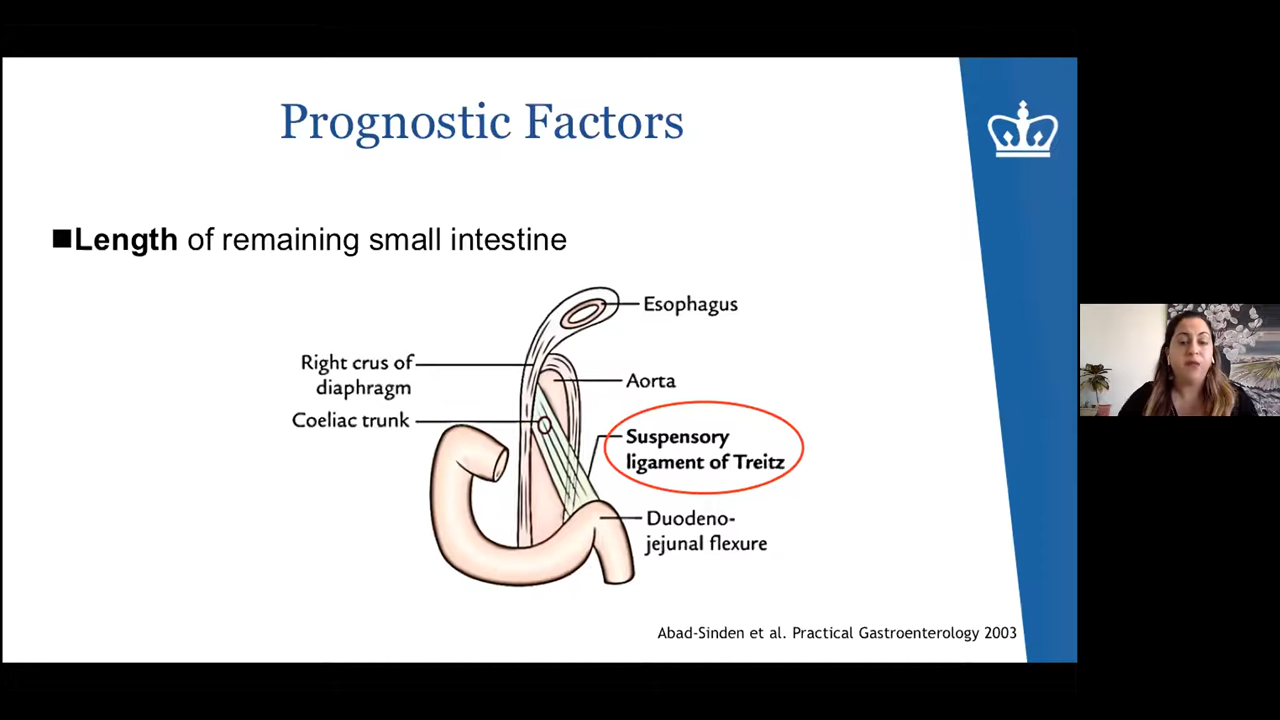 Prognostic Factors
■Length of remaining small intestine
Esophagus
Right crus of
diaphragm
Aorta
Coeliac trunk
Suspensory
ligament of Treitz
Duodeno-
jejunal flexure
Abad-Sinden et al. Practical Gastroenterology 2003